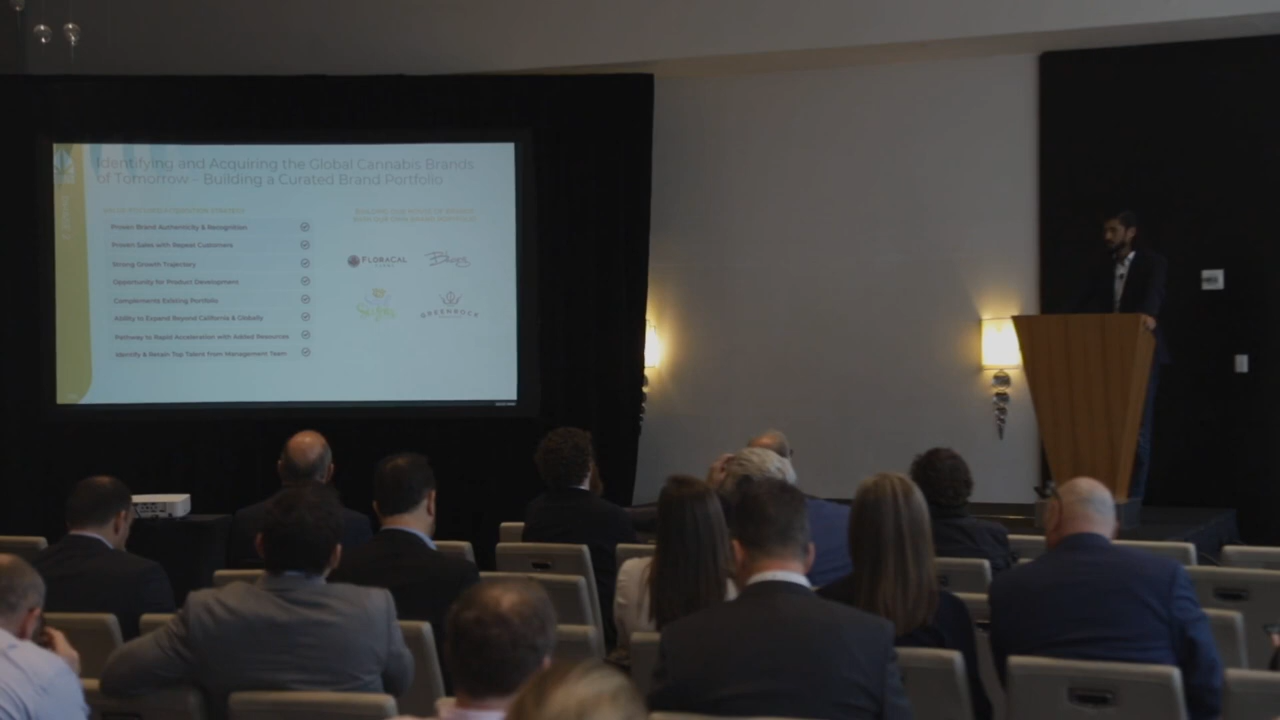 Identifying and Acquiring the Global Cannabis Brands
of Tomorrow – Building a Curated Brand Portfolio
Proven Brand Authenticity & Recognition
Proven Sales with Repeat Customers
Strong Growth Trajectory
Opportunity for Product Development
Complements Existing Portfolio
Ability to Expand Beyond California & Globally
Pathway to Rapid Acceleration with Added Resources
Identify & Retain Top Talent from Management Team
FLORACAL
FARMS
GREENROCK